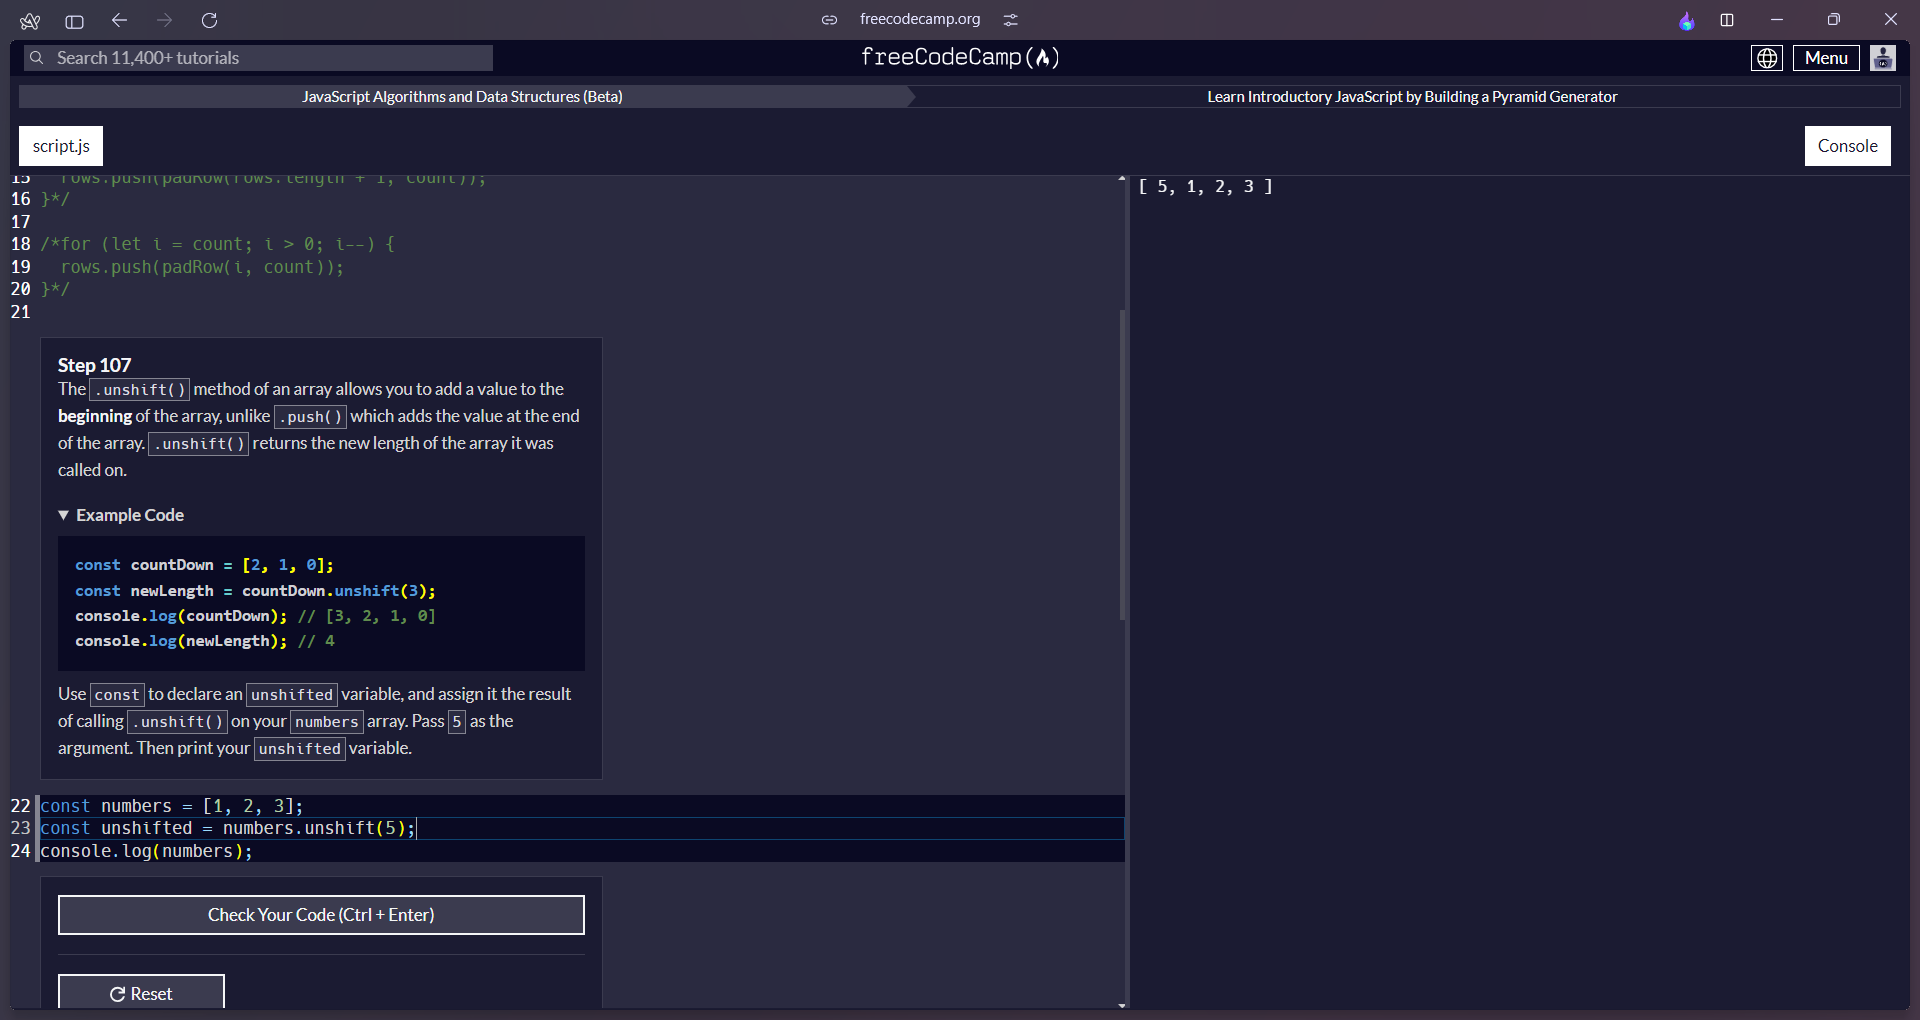 freecodecamp.org
Search 11,400+ tutorials
freeCodeCamp
Menu
JavaScript Algorithms and Data Structures (Beta)
Learn Introductory JavaScript by Building a Pyramid Generator
script.js
Console
15 rows.push(padRow(rows.length + 1, count));
16 }*/
17
18 /*for (let i = count; i > 0; i--) {
19 rows.push(padRow(i, count));
20 }*/
21
[ 5, 1, 2, 3 ]
Step 107
The .unshift() method of an array allows you to add a value to the
beginning of the array, unlike .push() which adds the value at the end
of the array. .unshift() returns the new length of the array it was
called on.
Example Code
const countDown = [2, 1, 0];
const newLength = countDown.unshift(3);
console.log(countDown); // [3, 2, 1, 0]
console.log(newLength); // 4
Use const to declare an unshifted variable, and assign it the result
of calling .unshift() on your numbers array. Pass 5 as the
argument. Then print your unshifted variable.
22 const numbers = [1, 2, 3];
23 const unshifted = numbers.unshift(5);
24 console.log(numbers);
Check Your Code (Ctrl + Enter)
Reset